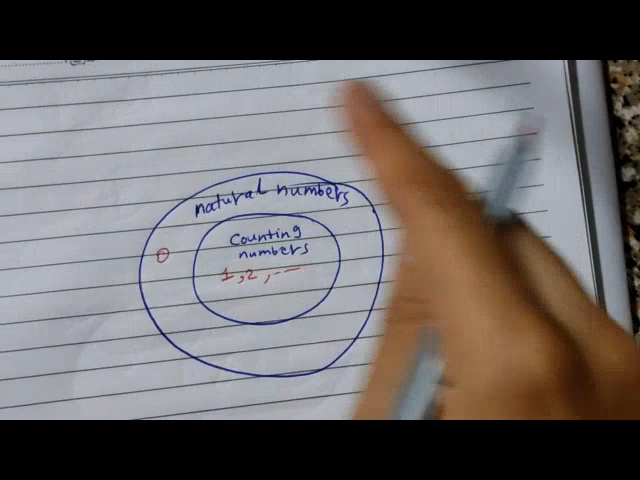 natural numbers
Counting
numbers
0
1, 2, ---